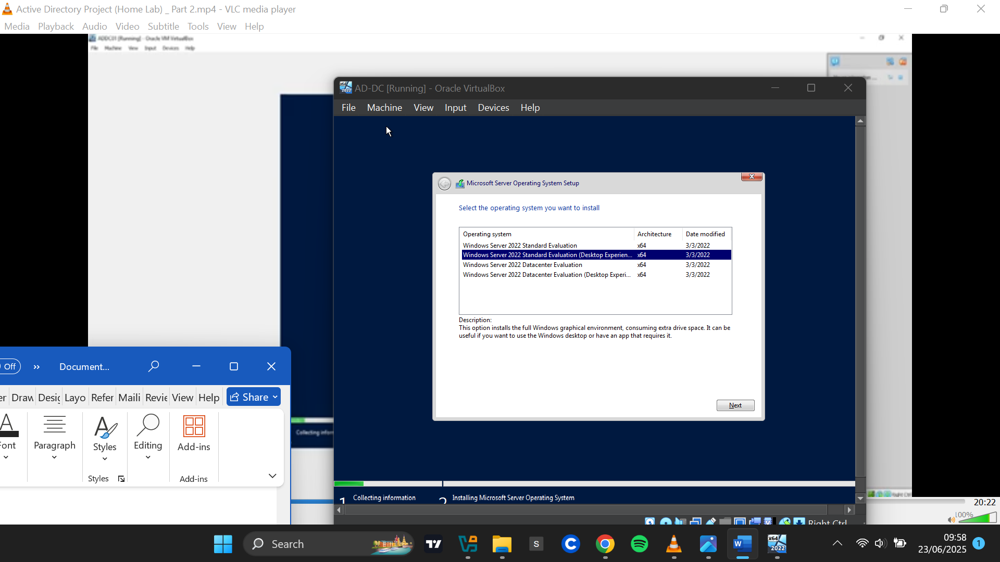 Active Directory Project (Home Lab) _ Part 2.mp4 - VLC media player
Media Playback Audio Video Subtitle Tools View Help
ADDC01 [Running] - Oracle VM VirtualBox
File Machine View Input Devices Help
AD-DC [Running] - Oracle VirtualBox
File Machine View Input Devices Help
Microsoft Server Operating System Setup
Select the operating system you want to install
Operating system Architecture Date modified
Windows Server 2022 Standard Evaluation x64 3/3/2022
Windows Server 2022 Standard Evaluation (Desktop Experien... x64 3/3/2022
Windows Server 2022 Datacenter Evaluation x64 3/3/2022
Windows Server 2022 Datacenter Evaluation (Desktop Experi... x64 3/3/2022
Description:
This option installs the full Windows graphical environment, consuming extra drive space. It can be
useful if you want to use the Windows desktop or have an app that requires it.
Next
Off » Document...
er Draw Desig Layo Refer Maili Revie View Help Share
Font Paragraph Styles Editing Add-ins
Styles Add-ins
Collecting infor
1 Collecting information 2 Installing Microsoft Server Operating System
Right Ctrl
Right Ctrl
20:22
100%
Search
x64 2022
09:58
23/06/2025
1